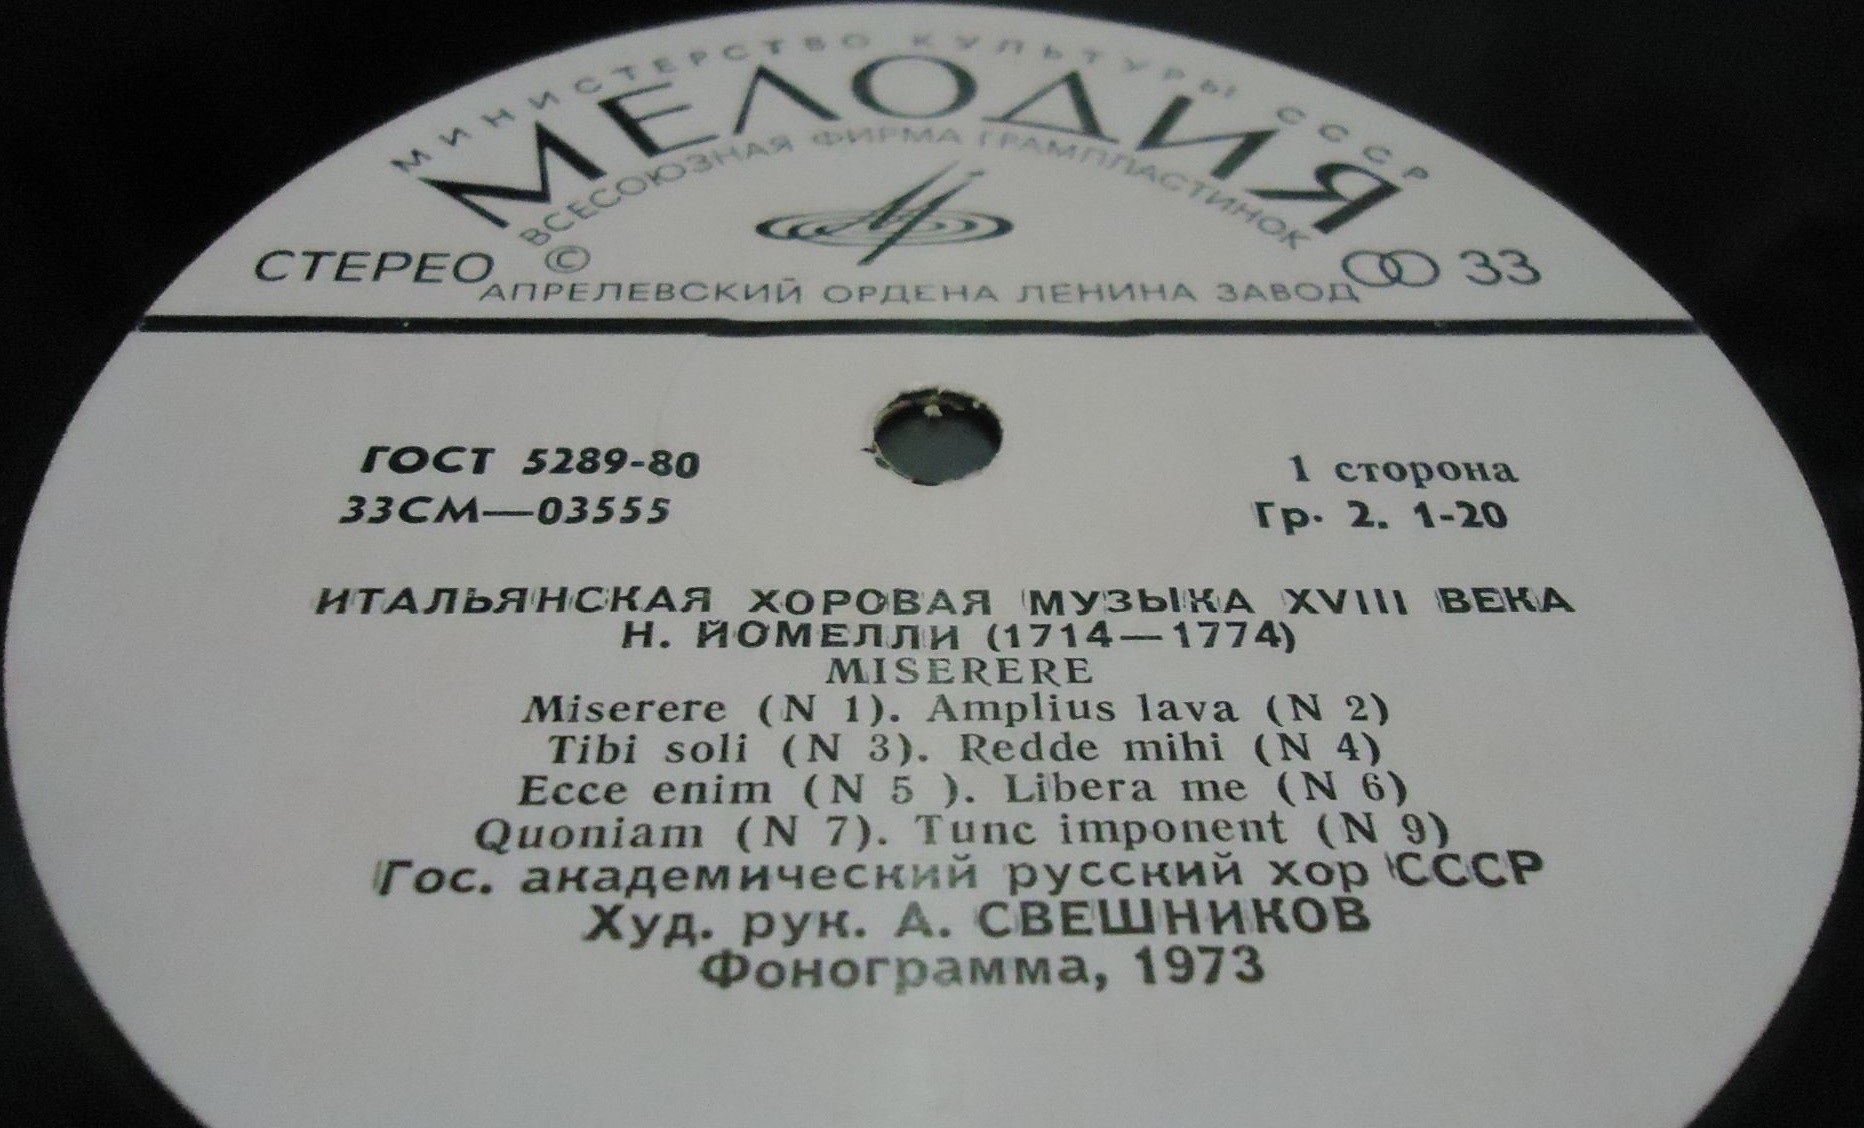 МИНИСТЕРСТВО КУЛЬТУРЫ СССР
МЕЛОДИЯ
ВСЕСОЮЗНАЯ ФИРМА ГРАМПЛАСТИНОК
СТЕРЕО © 33
АПРЕЛЕВСКИЙ ОРДЕНА ЛЕНИНА ЗАВОД
ГОСТ 5289-80 1 сторона
33СМ—03555 Гр. 2. 1-20
ИТАЛЬЯНСКАЯ ХОРОВАЯ МУЗЫКА XVIII ВЕКА
Н. ЙОМЕЛЛИ (1714—1774)
MISERERE
Miserere (N 1). Amplius lava (N 2)
Tibi soli (N 3). Redde mihi (N 4)
Ecce enim (N 5 ). Libera me (N 6)
Quoniam (N 7). Tunc imponent (N 9)
Гос. академический русский хор СССР
Худ. рук. А. СВЕШНИКОВ
Фонограмма, 1973